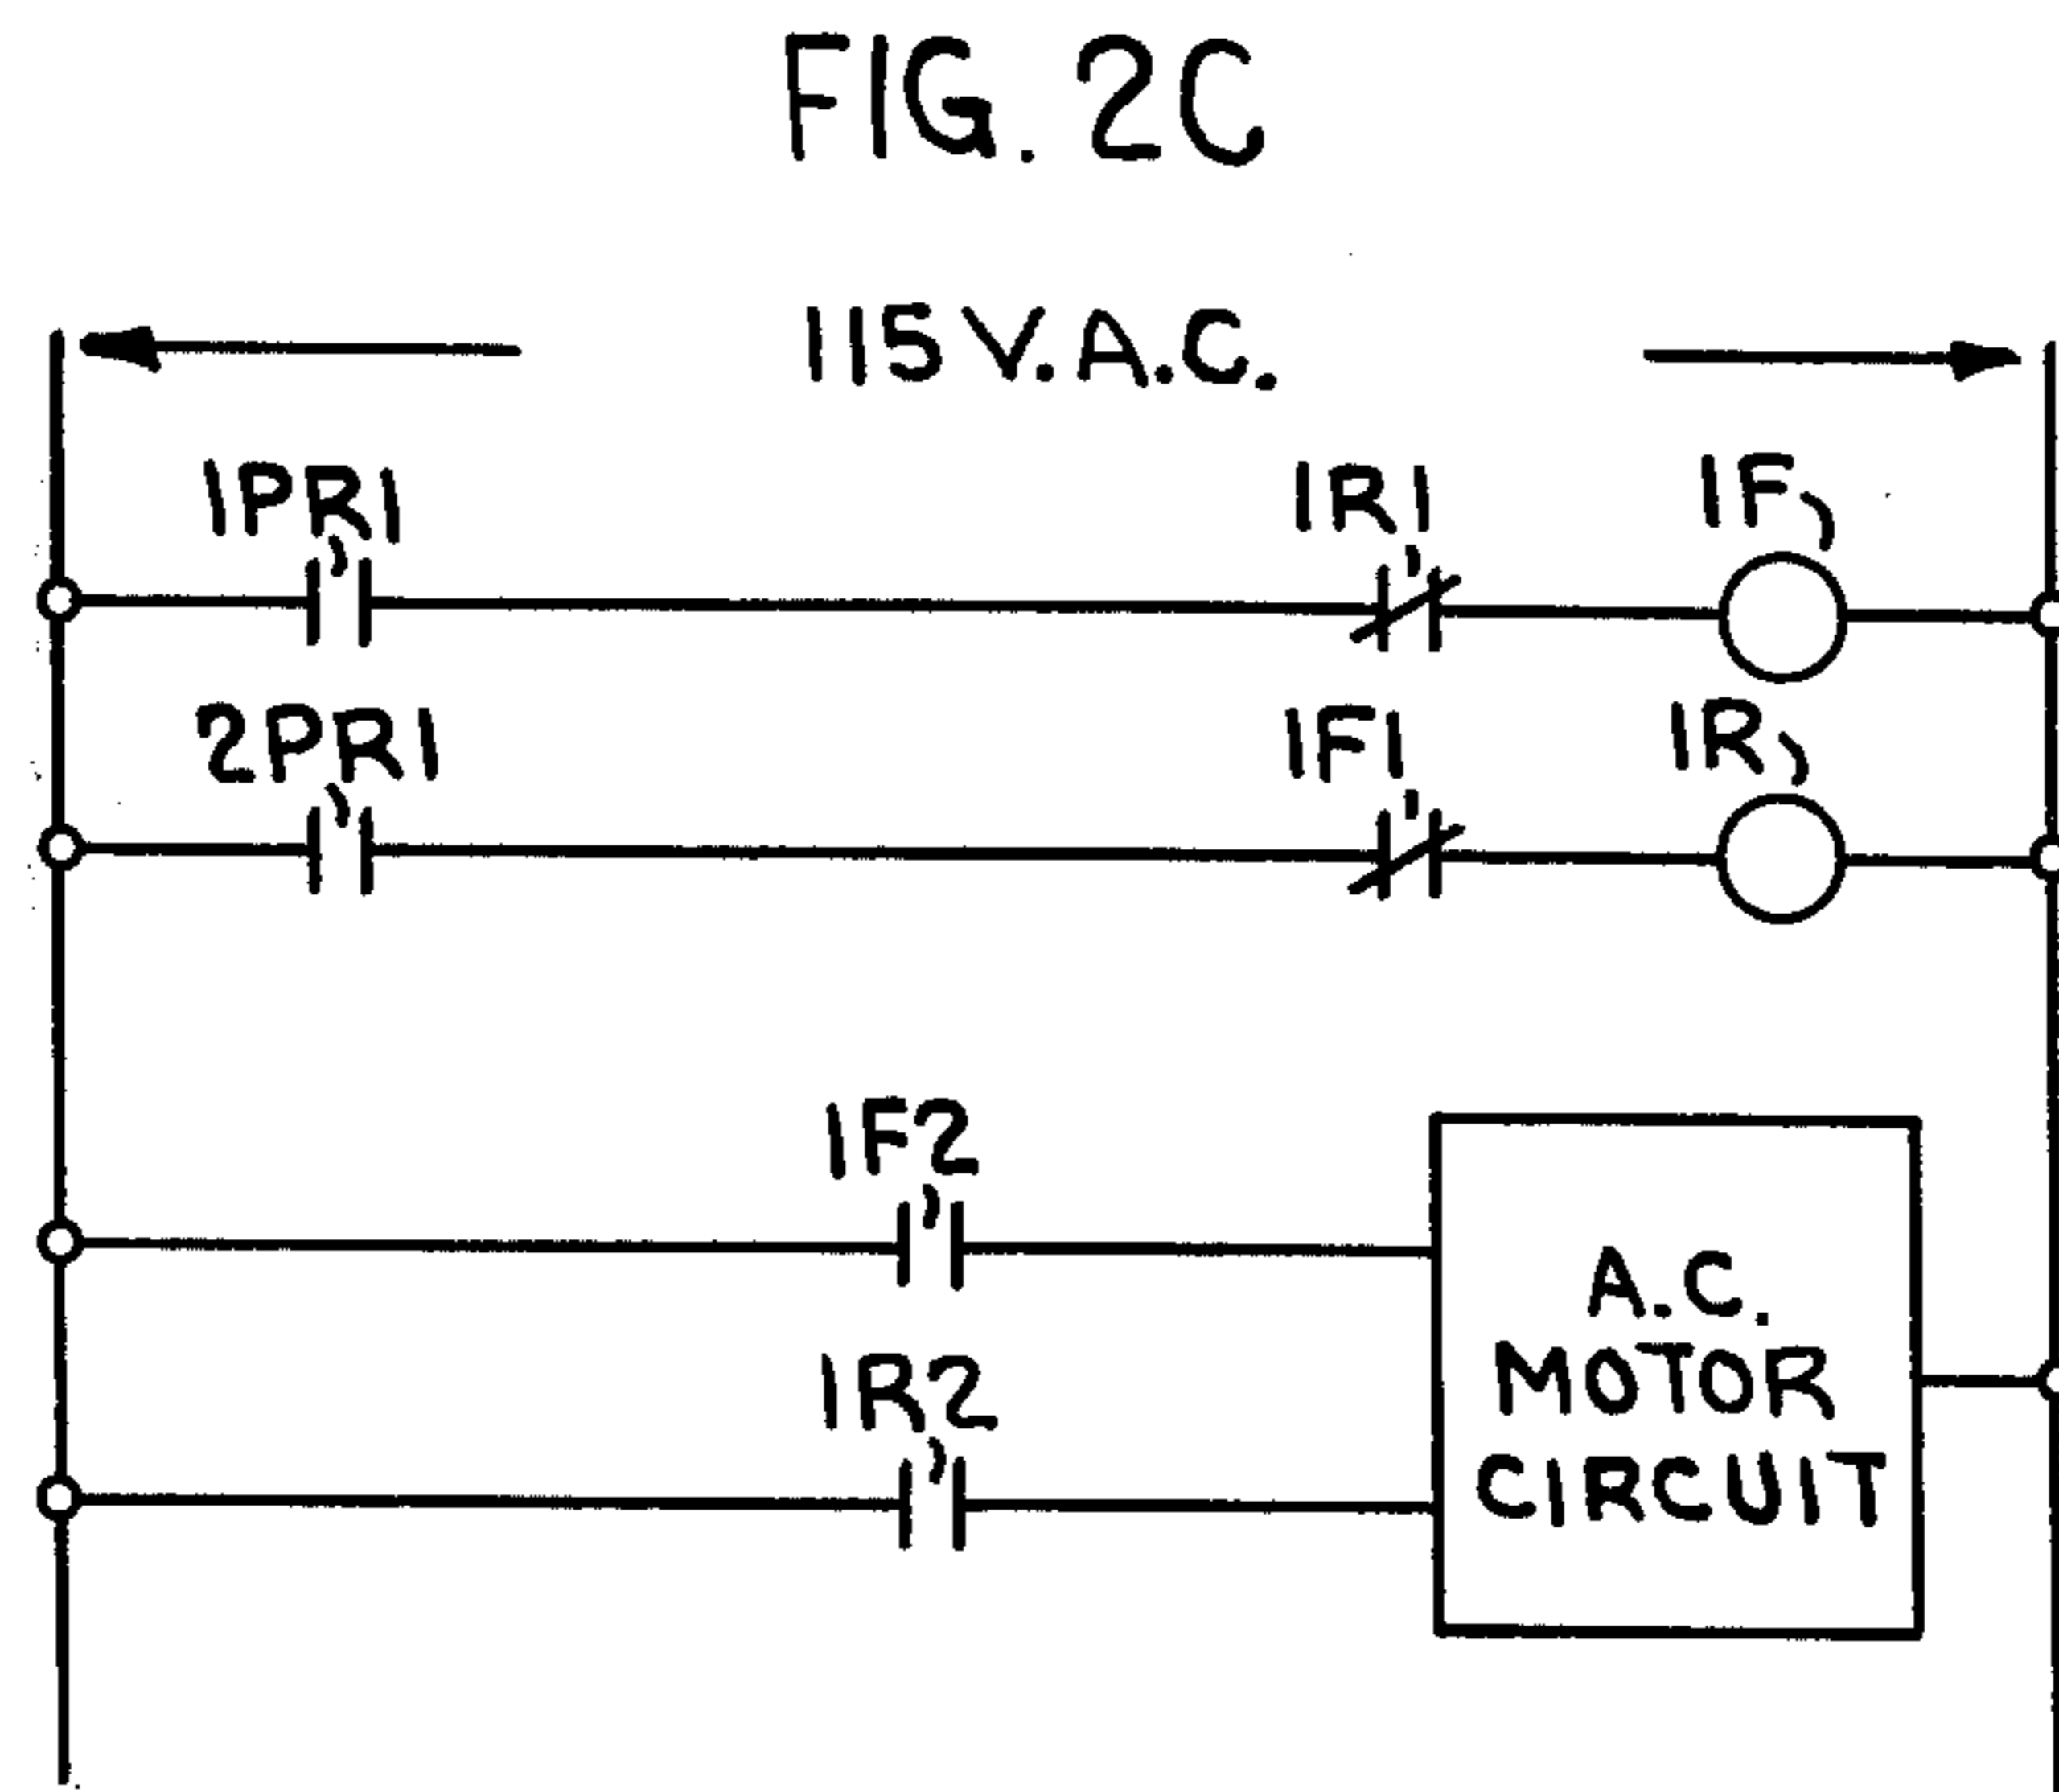 FIG. 2C
115 V.A.C.
1PR1 1R1 1F
2PR1 1F1 1R
1F2
1R2
A.C.
MOTOR
CIRCUIT